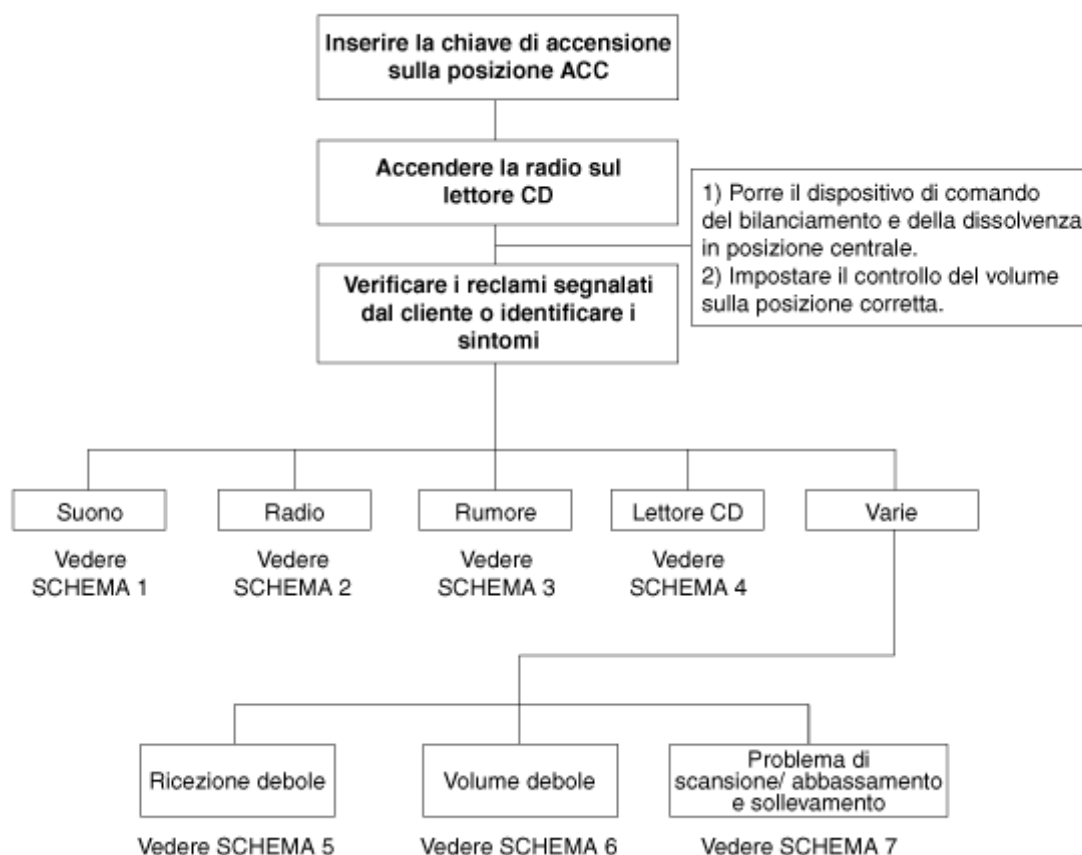 Inserire la chiave di accensione
sulla posizione ACC
Accendere la radio sul
lettore CD
1) Porre il dispositivo di comando
del bilanciamento e della dissolvenza
in posizione centrale.
2) Impostare il controllo del volume
sulla posizione corretta.
Verificare i reclami segnalati
dal cliente o identificare i
sintomi
Suono
Radio
Rumore
Lettore CD
Varie
Vedere
SCHEMA 1
Vedere
SCHEMA 2
Vedere
SCHEMA 3
Vedere
SCHEMA 4
Ricezione debole
Volume debole
Problema di
scansione/ abbassamento
e sollevamento
Vedere SCHEMA 5
Vedere SCHEMA 6
Vedere SCHEMA 7